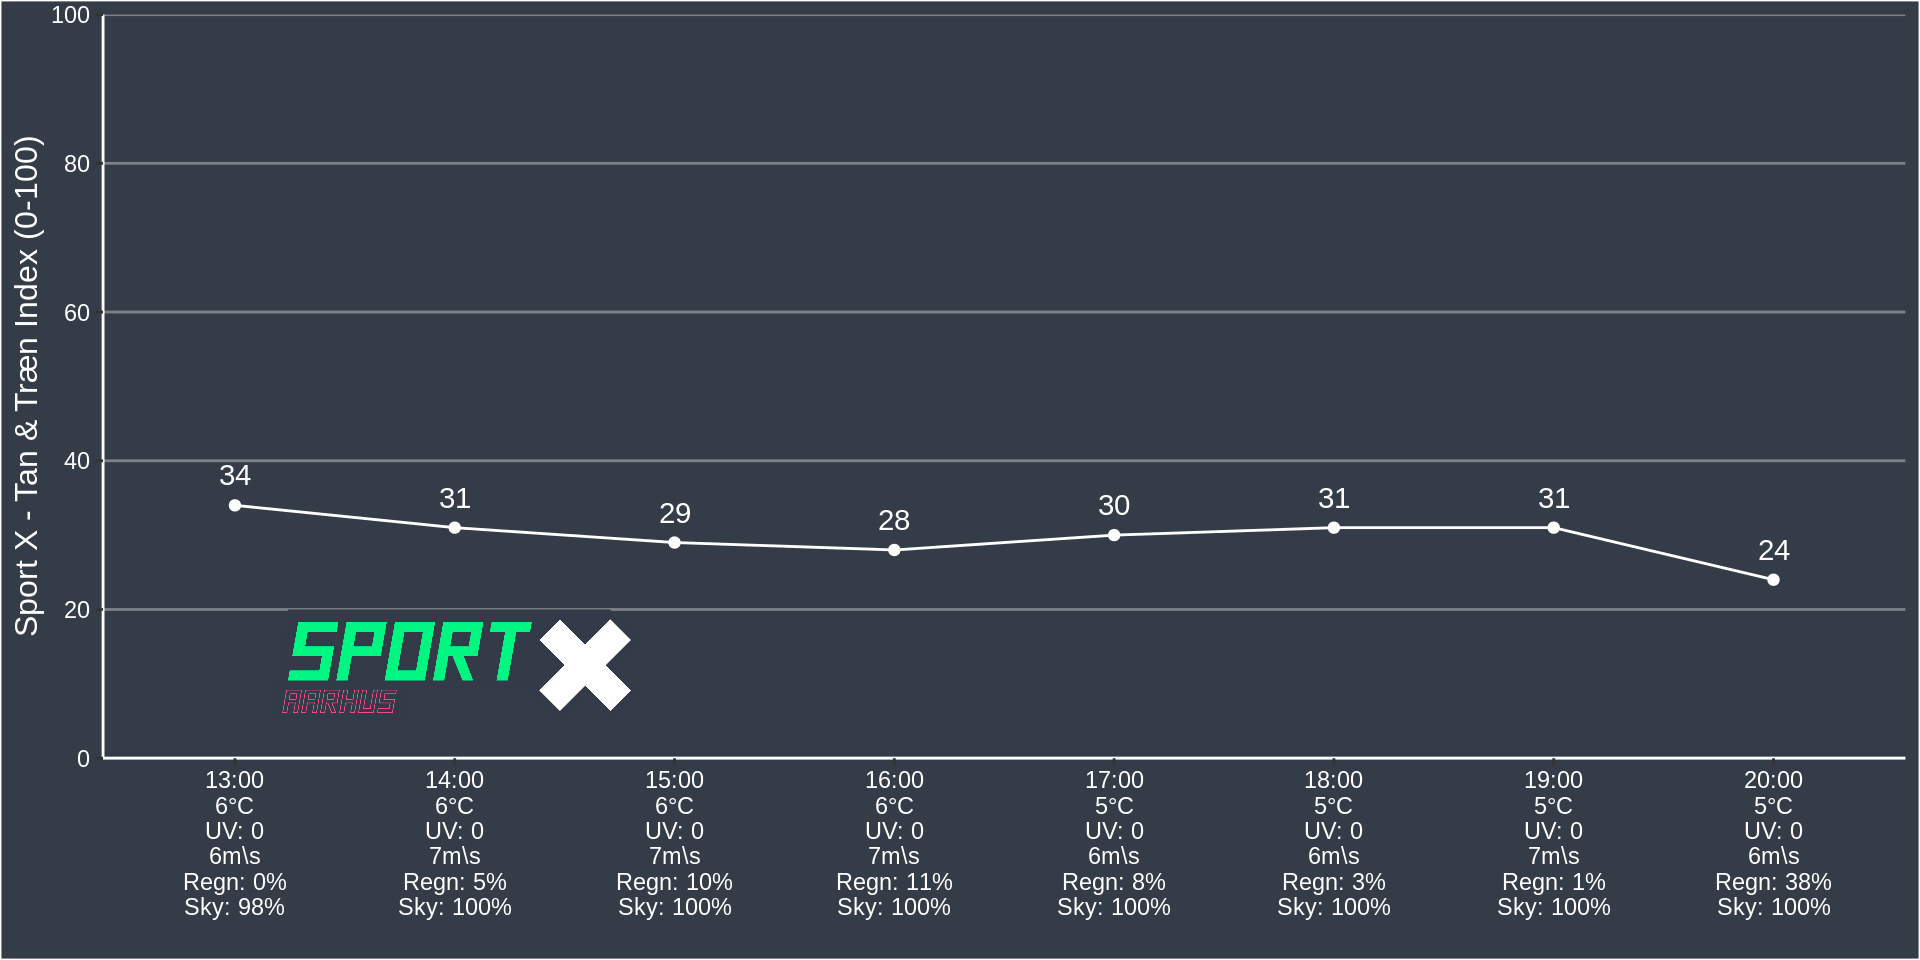 Sport X - Tan & Træn Index (0-100)
100
80
60
40
20
0
34
31
29
28
30
31
31
24
SPORT X
AARHUS
13:00
6°C
UV: 0
6m\s
Regn: 0%
Sky: 98%
14:00
6°C
UV: 0
7m\s
Regn: 5%
Sky: 100%
15:00
6°C
UV: 0
7m\s
Regn: 10%
Sky: 100%
16:00
6°C
UV: 0
7m\s
Regn: 11%
Sky: 100%
17:00
5°C
UV: 0
6m\s
Regn: 8%
Sky: 100%
18:00
5°C
UV: 0
6m\s
Regn: 3%
Sky: 100%
19:00
5°C
UV: 0
7m\s
Regn: 1%
Sky: 100%
20:00
5°C
UV: 0
6m\s
Regn: 38%
Sky: 100%